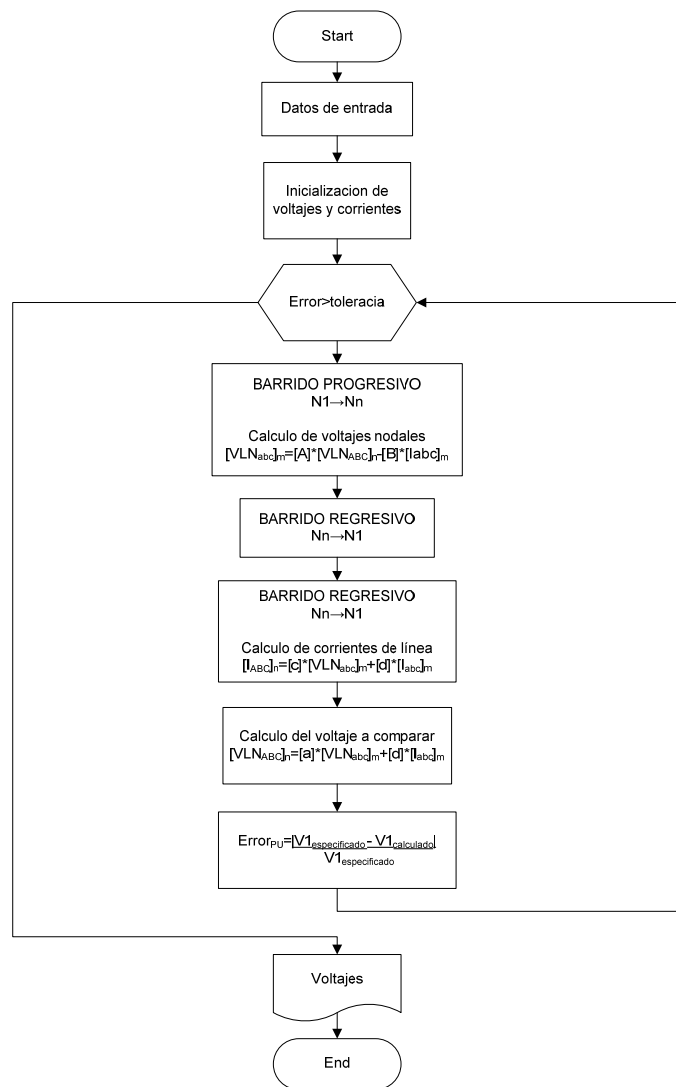 Start
Datos de entrada
Inicializacion de
voltajes y corrientes
Error>toleracia
BARRIDO PROGRESIVO
N1→Nn
Calculo de voltajes nodales
[VLNabc]m=[A]*[VLNABC]n-[B]*[Iabc]m
BARRIDO REGRESIVO
Nn→N1
BARRIDO REGRESIVO
Nn→N1
Calculo de corrientes de línea
[IABC]n=[c]*[VLNabc]m+[d]*[Iabc]m
Calculo del voltaje a comparar
[VLNABC]n=[a]*[VLNabc]m+[d]*[Iabc]m
ErrorPU=|V1especificado - V1calculado|
V1especificado
Voltajes
End